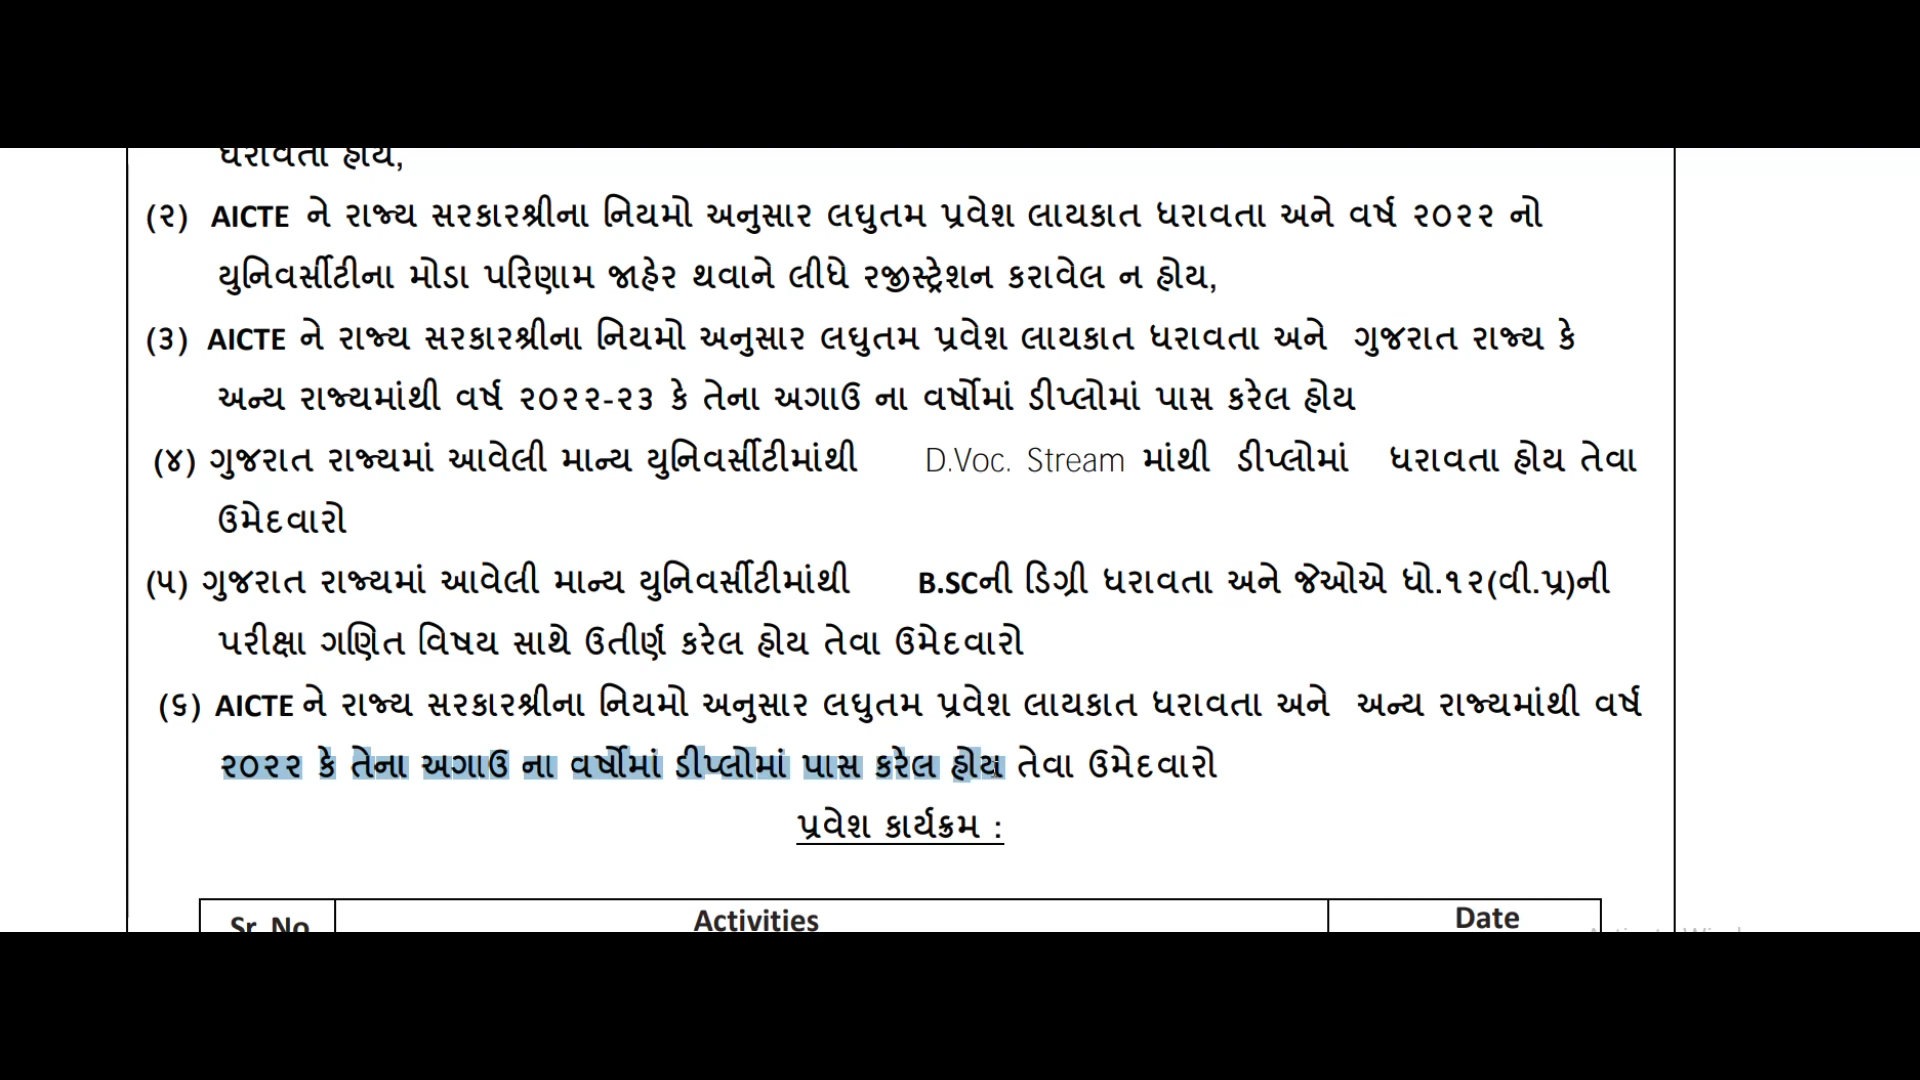 ધરાવતા હોય,
(૨) AICTE ને રાજ્ય સરકારશ્રીના નિયમો અનુસાર લઘુતમ પ્રવેશ લાયકાત ધરાવતા અને વર્ષ ૨૦૨૨ નો
યુનિવર્સીટીના મોડા પરિણામ જાહેર થવાને લીધે રજીસ્ટ્રેશન કરાવેલ ન હોય,
(૩) AICTE ને રાજ્ય સરકારશ્રીના નિયમો અનુસાર લઘુતમ પ્રવેશ લાયકાત ધરાવતા અને ગુજરાત રાજ્ય કે
અન્ય રાજ્યમાંથી વર્ષ ૨૦૨૨-૨૩ કે તેના અગાઉ ના વર્ષોમાં ડીપ્લોમાં પાસ કરેલ હોય
(૪) ગુજરાત રાજ્યમાં આવેલી માન્ય યુનિવર્સીટીમાંથી D.Voc. Stream માંથી ડીપ્લોમાં ધરાવતા હોય તેવા
ઉમેદવારો
(૫) ગુજરાત રાજ્યમાં આવેલી માન્ય યુનિવર્સીટીમાંથી B.SCની ડિગ્રી ધરાવતા અને જેઓએ ધો.૧૨(વી.પ્ર)ની
પરીક્ષા ગણિત વિષય સાથે ઉતીર્ણ કરેલ હોય તેવા ઉમેદવારો
(૬) AICTE ને રાજ્ય સરકારશ્રીના નિયમો અનુસાર લઘુતમ પ્રવેશ લાયકાત ધરાવતા અને અન્ય રાજ્યમાંથી વર્ષ
૨૦૨૨ કે તેના અગાઉ ના વર્ષોમાં ડીપ્લોમાં પાસ કરેલ હોય તેવા ઉમેદવારો
પ્રવેશ કાર્યક્રમ :
Sr. No Activities Date